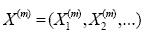 X^{(m)} = (X_1^{(m)}, X_2^{(m)}, ...)